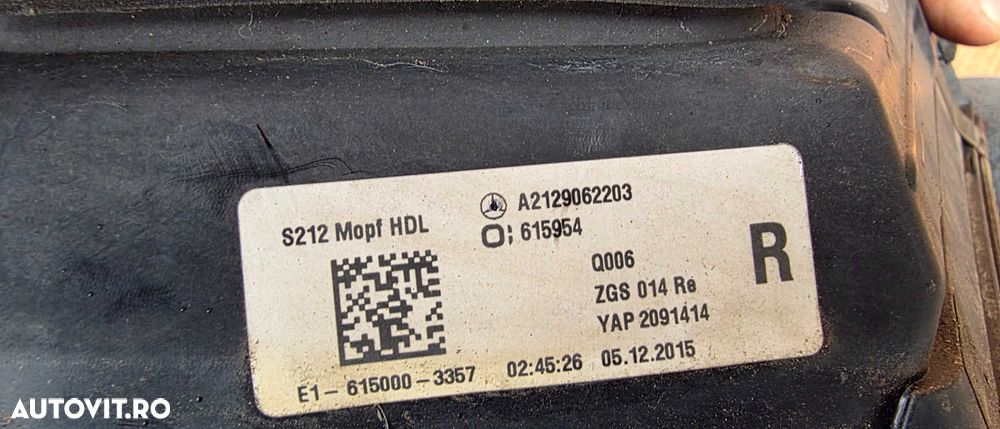 S212 Mopf HDL
A2129062203
O; 615954
Q006
ZGS 014 Re
YAP 2091414
R
E1- 615000- 3357
02:45:26 05.12.2015
AUTOVIT.RO